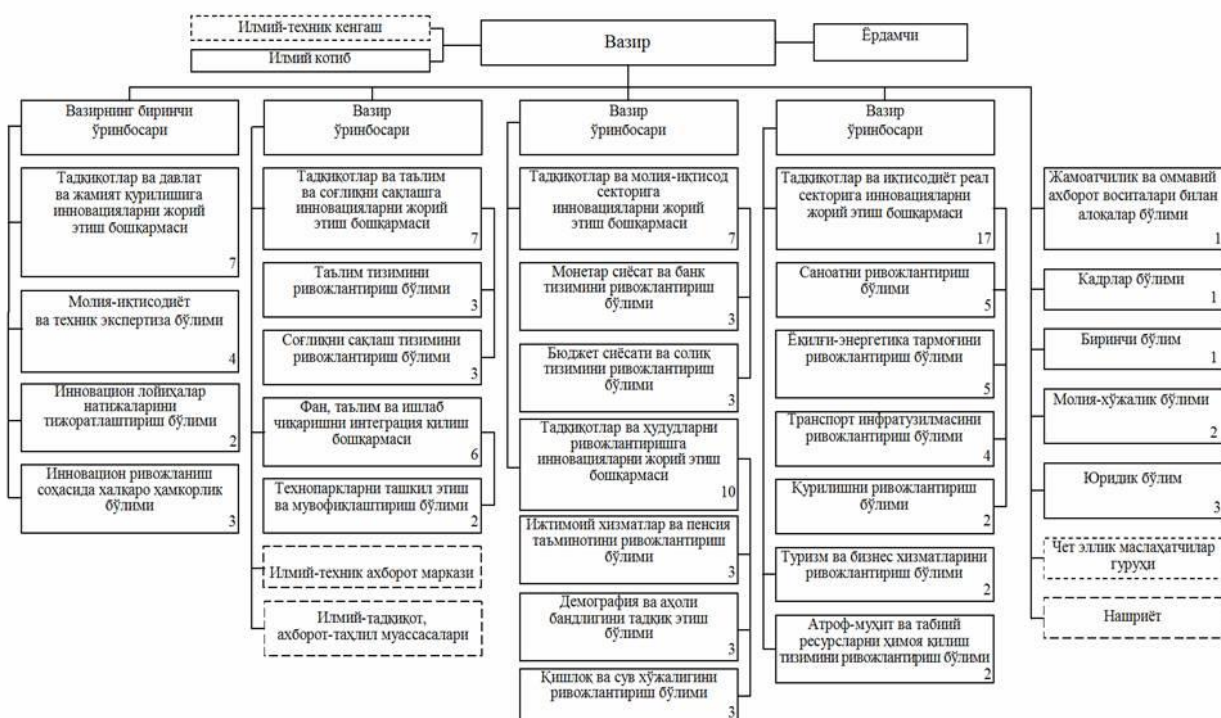 Илмий-техник кенгаш
Илмий котиб
Вазир
Ёрдамчи
Вазирнинг биринчи
ўринбосари
Тадқиқотлар ва давлат
ва жамият қурилишига
инновацияларни жорий
этиш бошқармаси
7
Молия-иқтисодиёт
ва техник экспертиза бўлими
4
Инновацион лойиҳалар
натижаларини
тижоратлаштириш бўлими
2
Инновацион ривожланиш
соҳасида халқаро ҳамкорлик
бўлими
3
Вазир
ўринбосари
Тадқиқотлар ва таълим
ва соғлиқни сақлашга
инновацияларни жорий
этиш бошқармаси
7
Таълим тизимини
ривожлантириш бўлими
3
Соғлиқни сақлаш тизимини
ривожлантириш бўлими
3
Фан, таълим ва ишлаб
чиқаришни интеграция қилиш
бошқармаси
6
Технопаркларни ташкил этиш
ва мувофиқлаштириш бўлими
2
Илмий-техник ахборот маркази
Илмий-тадқиқот,
ахборот-таҳлил муассасалари
Вазир
ўринбосари
Тадқиқотлар ва молия-иқтисод
секторига
инновацияларни жорий
этиш бошқармаси
7
Монетар сиёсат ва банк
тизимини ривожлантириш
бўлими
3
Бюджет сиёсати ва солиқ
тизимини ривожлантириш
бўлими
3
Тадқиқотлар ва ҳудудларни
ривожлантиришга
инновацияларни жорий этиш
бошқармаси
10
Ижтимоий хизматлар ва пенсия
таъминотини ривожлантириш
бўлими
3
Демография ва аҳоли
бандлигини тадқиқ этиш
бўлими
3
Қишлоқ ва сув хўжалигини
ривожлантириш бўлими
3
Вазир
ўринбосари
Тадқиқотлар ва иқтисодиёт реал
секторига инновацияларни
жорий этиш бошқармаси
17
Саноатни ривожлантириш
бўлими
5
Ёқилғи-энергетика тармоғини
ривожлантириш бўлими
5
Транспорт инфратузилмасини
ривожлантириш бўлими
4
Қурилишни ривожлантириш
бўлими
2
Туризм ва бизнес хизматларини
ривожлантириш бўлими
2
Атроф-муҳит ва табиий
ресурсларни ҳимоя қилиш
тизимини ривожлантириш бўлими
2
Жамоатчилик ва оммавий
ахборот воситалари билан
алоқалар бўлими
1
Кадрлар бўлими
1
Биринчи бўлим
1
Молия-хўжалик бўлими
2
Юридик бўлим
3
Чет эллик маслаҳатчилар
гуруҳи
Нашриёт